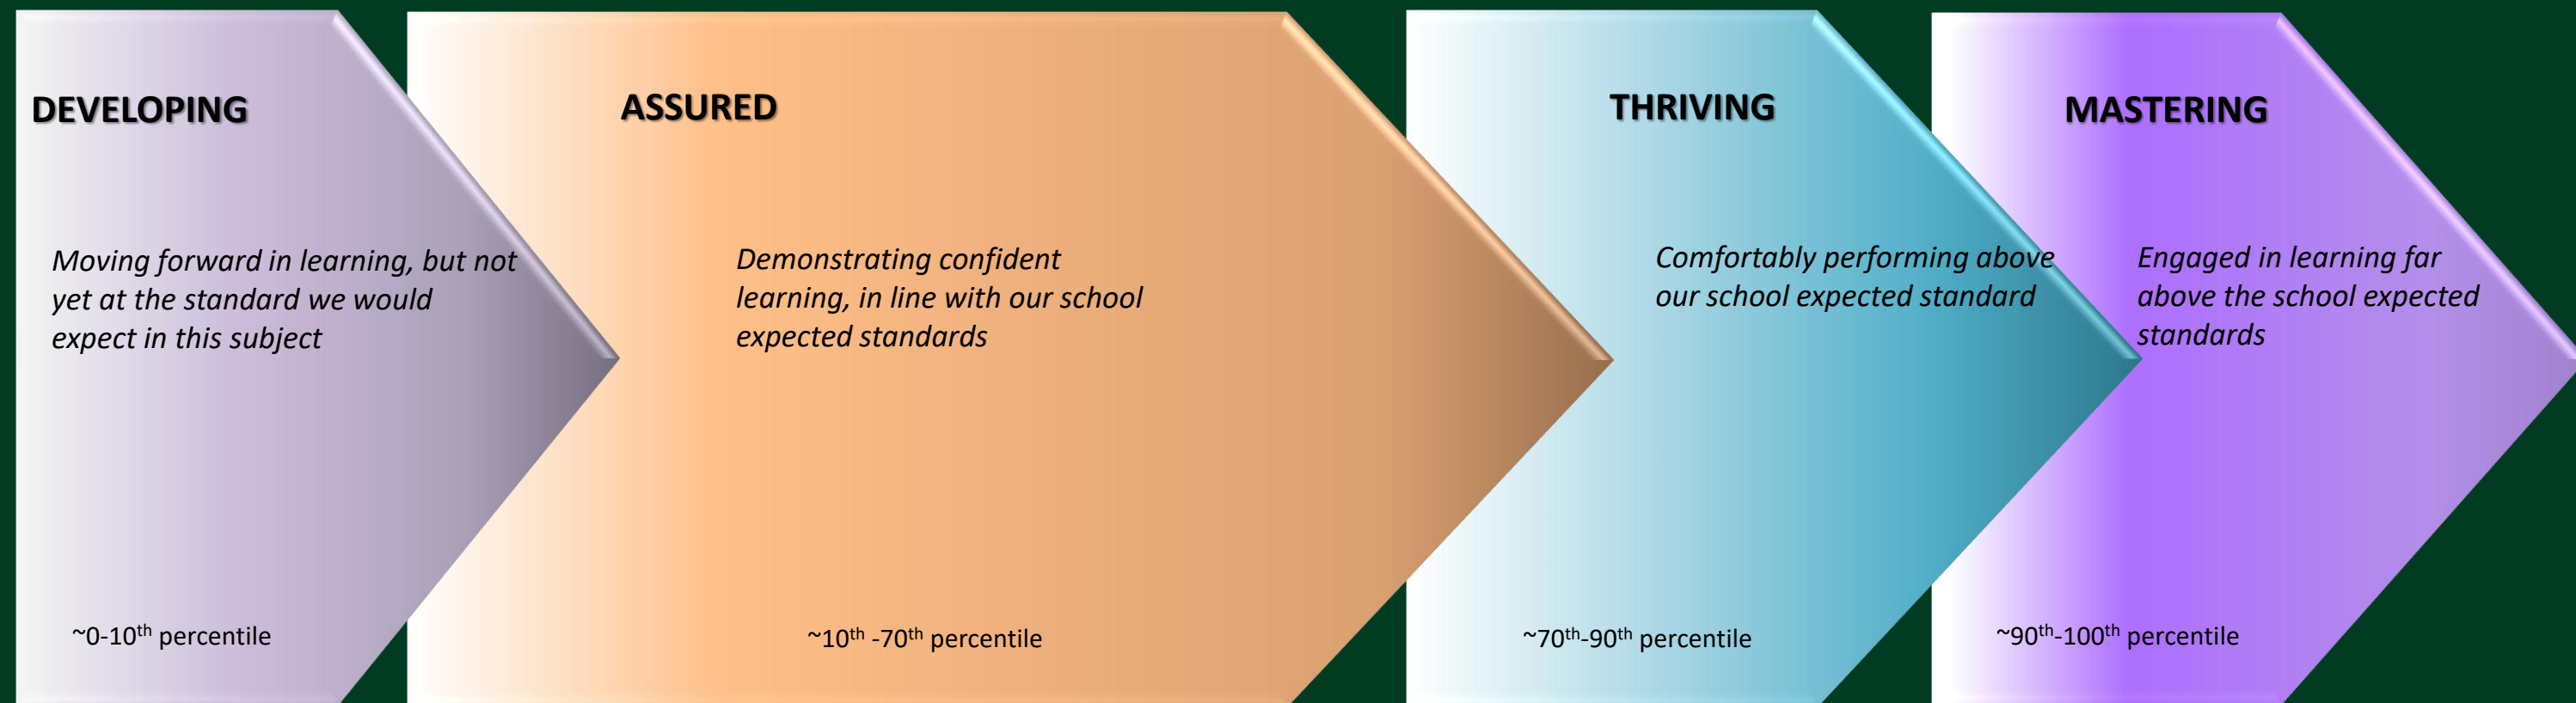 DEVELOPING
Moving forward in learning, but not
yet at the standard we would
expect in this subject
~0-10th percentile
ASSURED
Demonstrating confident
learning, in line with our school
expected standards
~10th -70th percentile
THRIVING
Comfortably performing above
our school expected standard
~70th-90th percentile
MASTERING
Engaged in learning far
above the school expected
standards
~90th-100th percentile